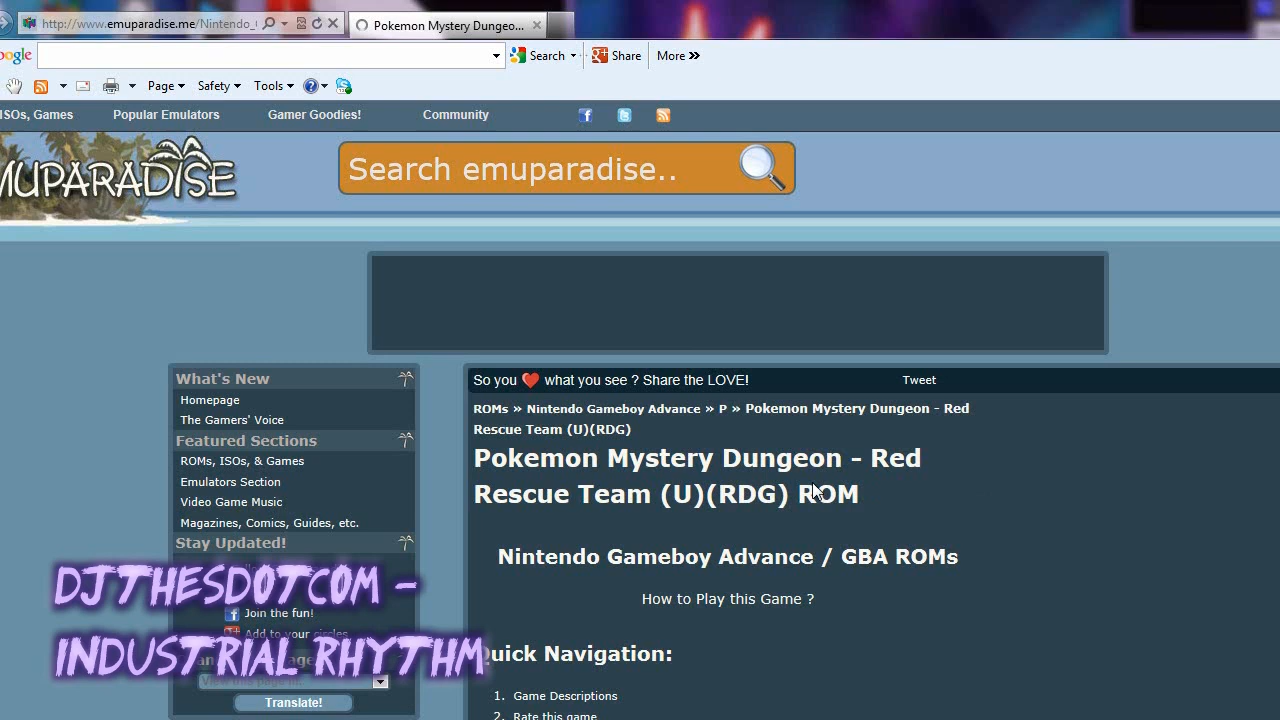 http://www.emuparadise.me/Nintendo_
Pokemon Mystery Dungeo...
ogle
Search
Share
More »
Page
Safety
Tools
ISOs, Games
Popular Emulators
Gamer Goodies!
Community
MUPARADISE
Search emuparadise..
What's New
Homepage
The Gamers' Voice
Featured Sections
ROMs, ISOs, & Games
Emulators Section
Video Game Music
Magazines, Comics, Guides, etc.
Stay Updated!
Join the fun!
Add to your circles
View this page in:
Translate!
So you ❤ what you see ? Share the LOVE!
Tweet
ROMs » Nintendo Gameboy Advance » P » Pokemon Mystery Dungeon - Red
Rescue Team (U)(RDG)
Pokemon Mystery Dungeon - Red
Rescue Team (U)(RDG) ROM
Nintendo Gameboy Advance / GBA ROMs
How to Play this Game ?
Quick Navigation:
1. Game Descriptions
2. Rate this game
DJTHESDOTCOM -
INDUSTRIAL RHYTHM